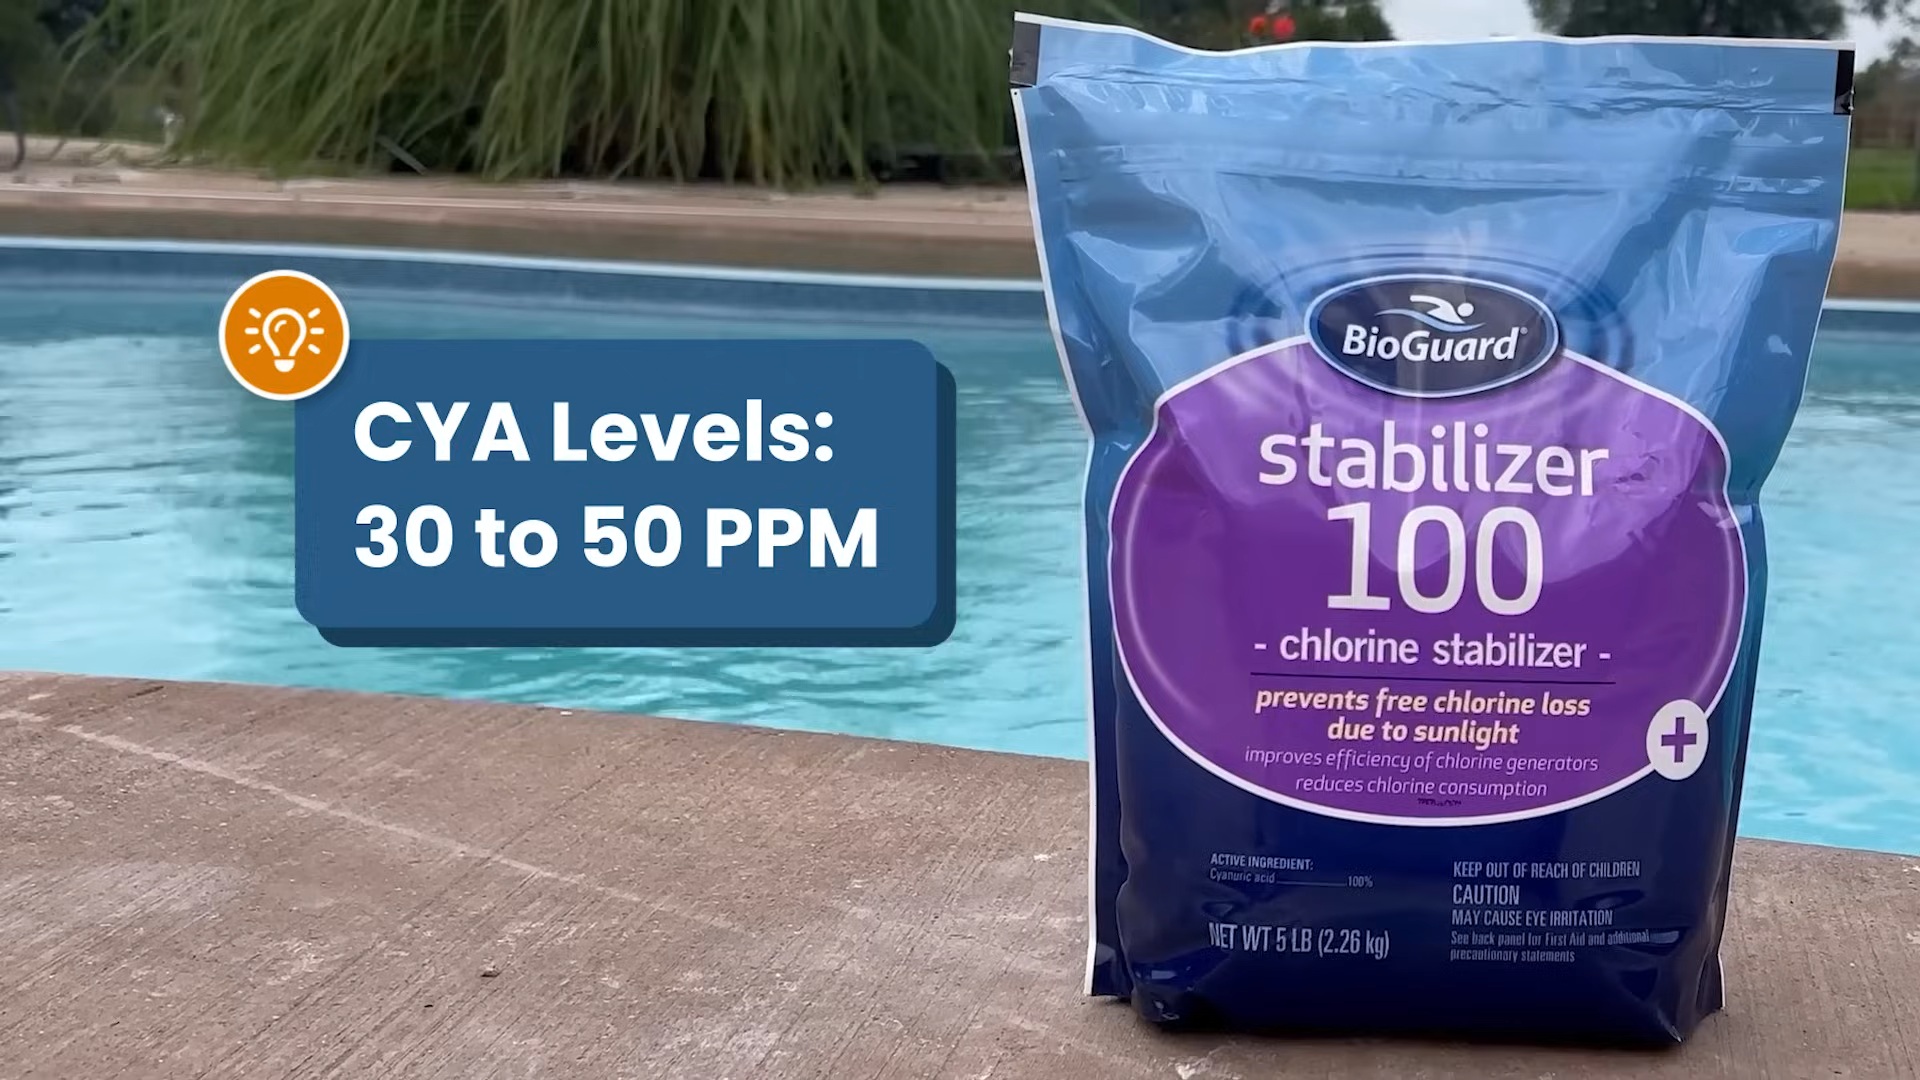 CYA Levels:
30 to 50 PPM
BioGuard®
stabilizer
100
- chlorine stabilizer -
prevents free chlorine loss
due to sunlight
improves efficiency of chlorine generators
reduces chlorine consumption
ACTIVE INGREDIENT:
Cyanuric acid 100%
NET WT 5 LB (2.26 kg)
KEEP OUT OF REACH OF CHILDREN
CAUTION
MAY CAUSE EYE IRRITATION
See back panel for First Aid and additional
precautionary statements